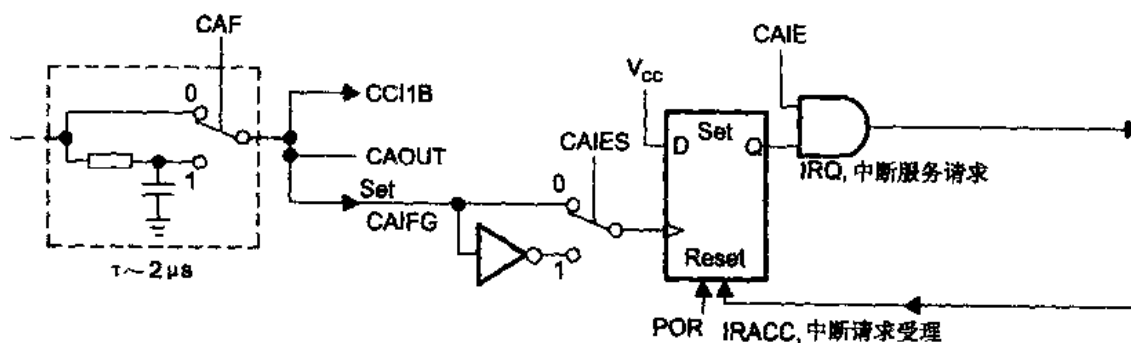 CAF
0
1
τ～2μs
CCI1B
CAOUT
Set
CAIFG
CAIES
0
1
VCC
D
Set
Q
Reset
POR
CAIE
IRQ, 中断服务请求
IRACC, 中断请求受理